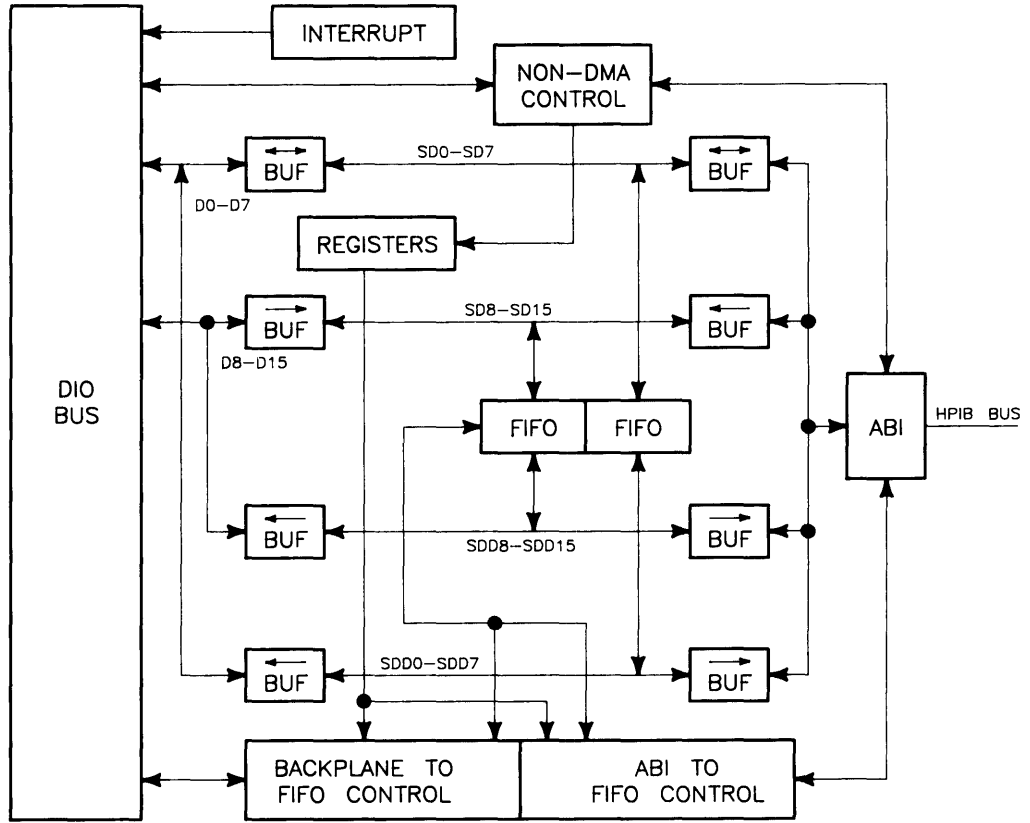 INTERRUPT
NON-DMA
CONTROL
SD0-SD7
BUF
BUF
D0-D7
REGISTERS
SD8-SD15
BUF
BUF
D8-D15
DIO
BUS
FIFO
FIFO
ABI
HPIB BUS
BUF
BUF
SDD8-SDD15
SDD0-SDD7
BUF
BUF
BACKPLANE TO
FIFO CONTROL
ABI TO
FIFO CONTROL